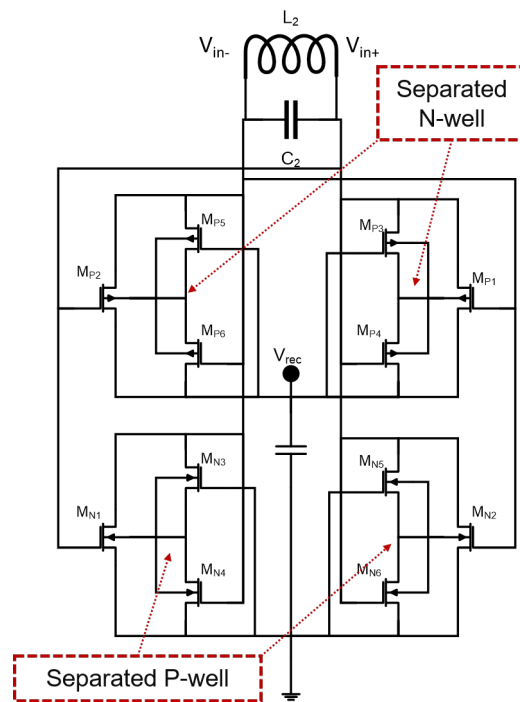 L2
Vin-
Vin+
Separated
N-well
C2
MP5
MP3
MP2
MP1
MP6
MP4
Vrec
MN3
MN5
MN1
MN2
MN4
MN6
Separated P-well